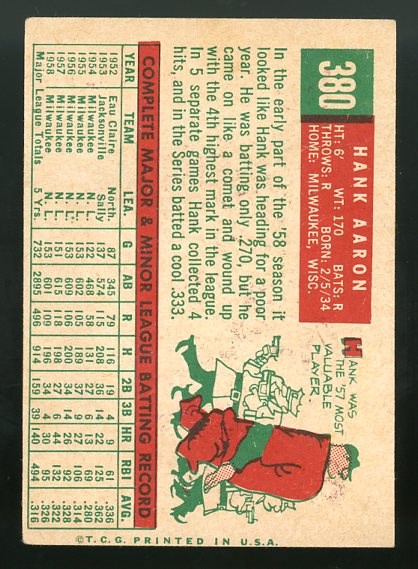 380
HANK AARON
HT: 6' WT: 170 BATS: R
THROWS: R BORN: 2/5/34
HOME: MILWAUKEE, WISC.
In the early part of the '58 season it
looked like Hank was heading for a poor
year. He was batting only .270, but he
came on like a comet and wound up
with the 4th highest mark in the league.
In 5 separate games Hank collected 4
hits, and in the Series batted a cool .333.
HANK WAS
THE '57 MOST
VALUABLE
PLAYER
COMPLETE MAJOR & MINOR LEAGUE BATTING RECORD
YEAR TEAM LEA. G AB R H 2B 3B HR RBI AVG.
1952 Eau Claire North. 87 345 79 116 19 4 9 61 .336
1953 Jacksonville Sally 137 574 115 208 36 14 22 125 .362
1954 Milwaukee N. L. 122 468 58 131 27 6 13 69 .280
1955 Milwaukee N. L. 153 602 105 189 37 9 27 106 .314
1956 Milwaukee N. L. 153 609 106 200 34 14 26 92 .328
1957 Milwaukee N. L. 151 615 118 198 27 6 44 132 .322
1958 Milwaukee N. L. 153 601 109 196 34 4 30 95 .326
Major League Totals 5 Yrs. 732 2895 496 914 159 39 140 494 .316
© T.C.G. PRINTED IN U.S.A.